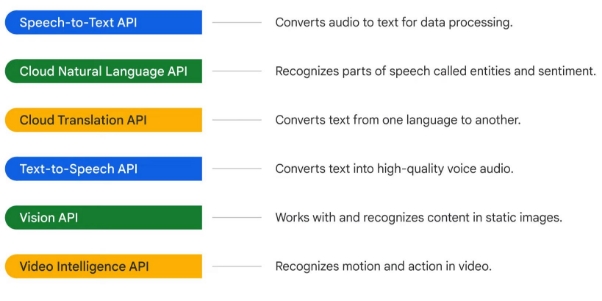 Speech-to-Text API
Converts audio to text for data processing.
Cloud Natural Language API
Recognizes parts of speech called entities and sentiment.
Cloud Translation API
Converts text from one language to another.
Text-to-Speech API
Converts text into high-quality voice audio.
Vision API
Works with and recognizes content in static images.
Video Intelligence API
Recognizes motion and action in video.